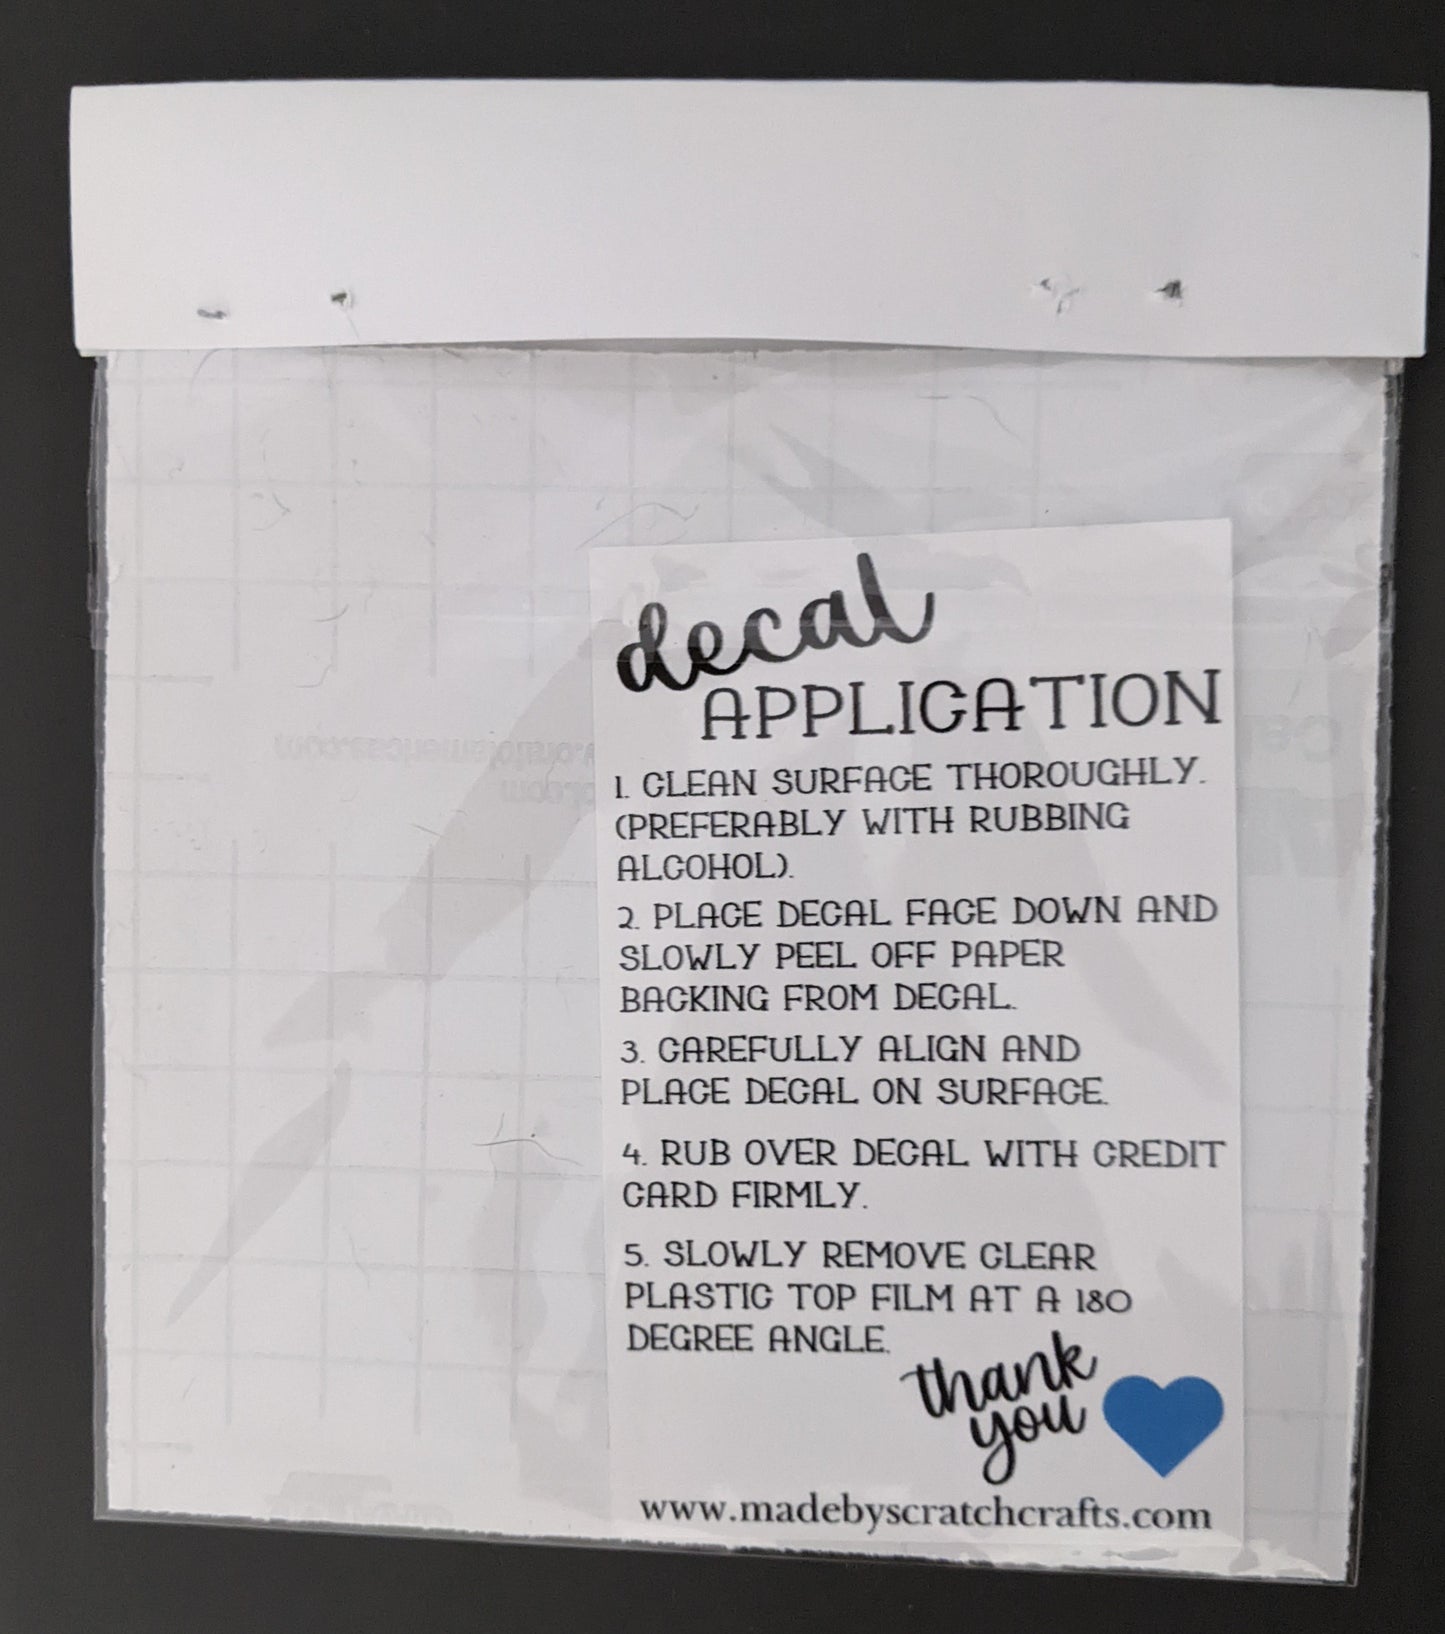 decal
APPLICATION
1. CLEAN SURFACE THOROUGHLY.
(PREFERABLY WITH RUBBING
ALCOHOL).
2. PLACE DECAL FACE DOWN AND
SLOWLY PEEL OFF PAPER
BACKING FROM DECAL.
3. CAREFULLY ALIGN AND
PLACE DECAL ON SURFACE.
4. RUB OVER DECAL WITH CREDIT
CARD FIRMLY.
5. SLOWLY REMOVE CLEAR
PLASTIC TOP FILM AT A 180
DEGREE ANGLE.
thank
you
www.madebyscratchcrafts.com